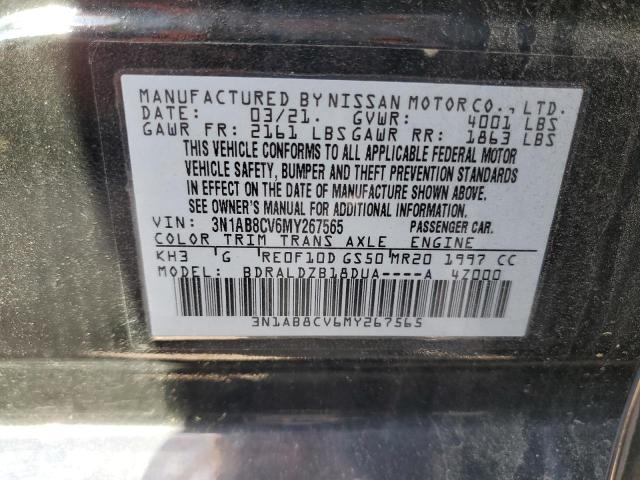 MANUFACTURED BY NISSAN MOTOR CO., LTD.
DATE: 03/21. GVWR: 4001 LBS
GAWR FR: 2161 LBS GAWR RR: 1863 LBS
THIS VEHICLE CONFORMS TO ALL APPLICABLE FEDERAL MOTOR
VEHICLE SAFETY, BUMPER AND THEFT PREVENTION STANDARDS
IN EFFECT ON THE DATE OF MANUFACTURE SHOWN ABOVE.
SEE OWNER'S MANUAL FOR ADDITIONAL INFORMATION.
VIN: 3N1AB8CV6MY267565 PASSENGER CAR.
COLOR TRIM TRANS AXLE ENGINE
KH3 G RE0F10D GS50 MR20 1997 CC
MODEL: BDRALDZB18DUA----A 4Z000
3N1AB8CV6MY267565